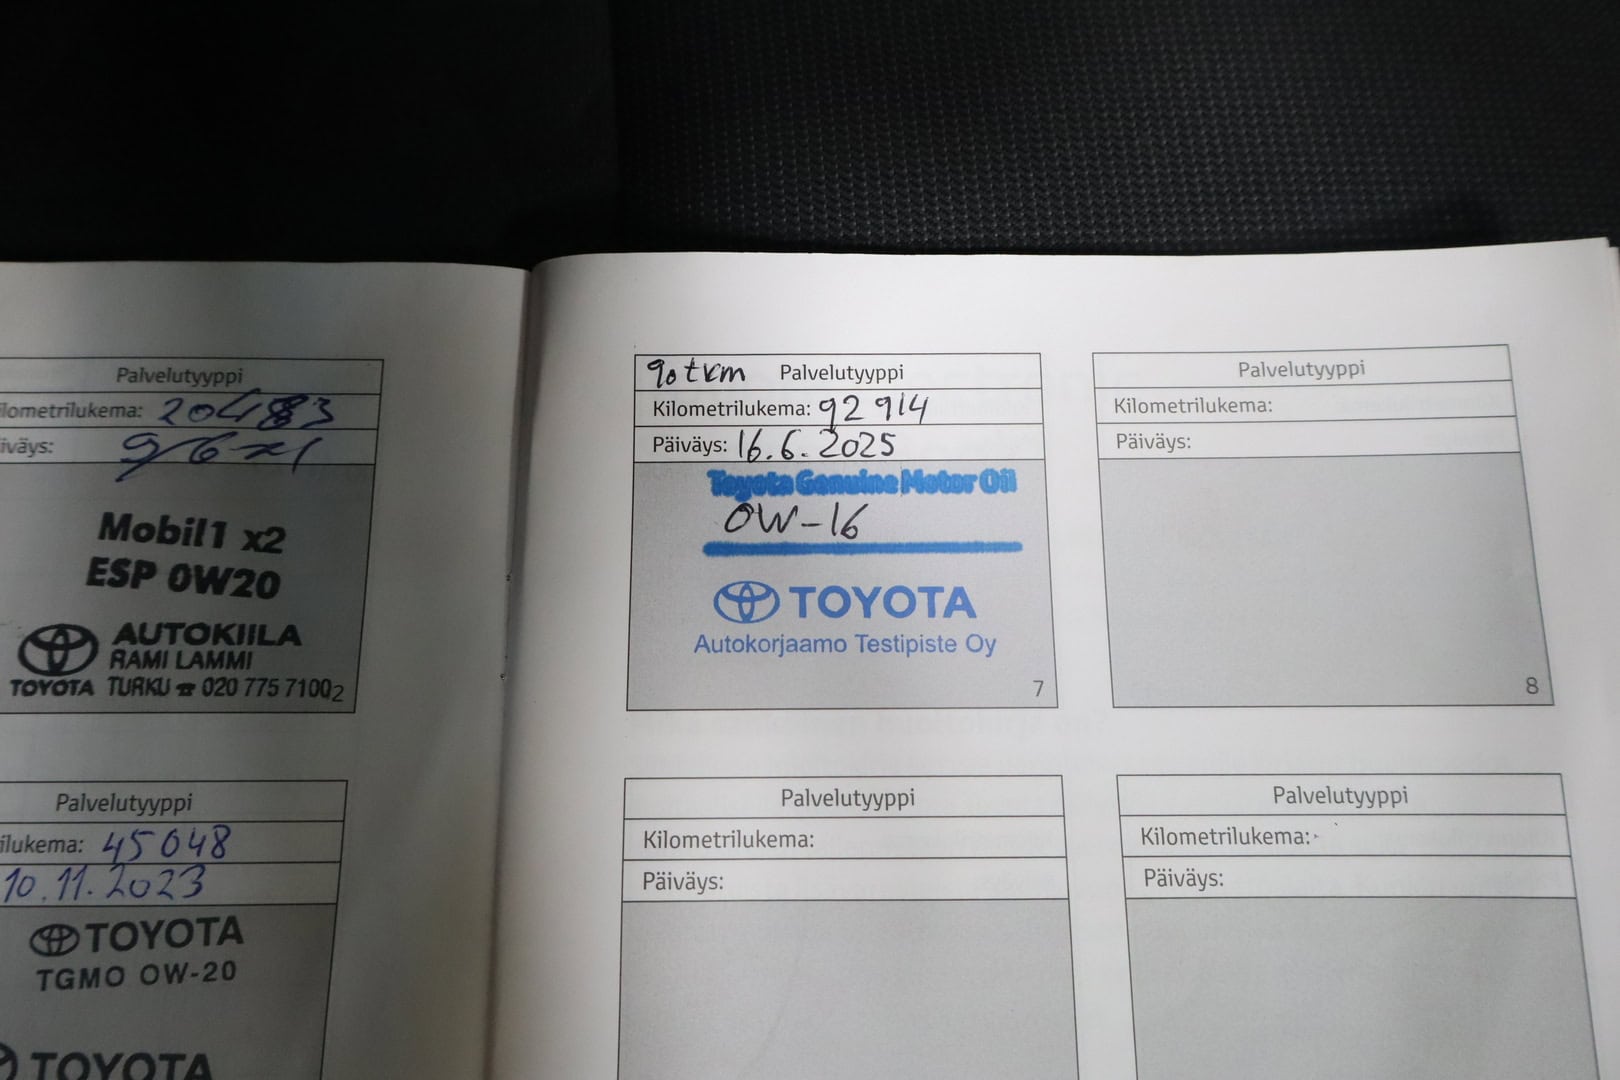 Palvelutyyppi
ilometrilukema: 20483
iväys: 9/6-21
Mobil1 x2
ESP 0W20
AUTOKIILA
RAMI LAMMI
TOYOTA TURKU ☎ 020 775 7100
2
Palvelutyyppi
ilukema: 45048
10.11.2023
TOYOTA
TGMO 0W-20
TOYOTA
90 tkm Palvelutyyppi
Kilometrilukema: 92 914
Päiväys: 16.6.2025
Toyota Genuine Motor Oil
0W-16
TOYOTA
Autokorjaamo Testipiste Oy
7
Palvelutyyppi
Kilometrilukema:
Päiväys:
8
Palvelutyyppi
Kilometrilukema:
Päiväys:
Palvelutyyppi
Kilometrilukema:
Päiväys: